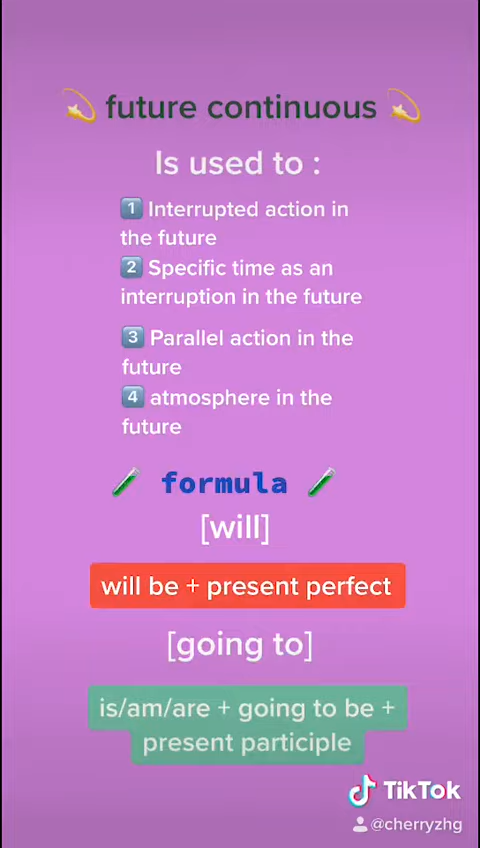 💫 future continuous 💫
Is used to :
1️⃣ Interrupted action in
the future
2️⃣ Specific time as an
interruption in the future
3️⃣ Parallel action in the
future
4️⃣ atmosphere in the
future
🧪 formula 🧪
[will]
will be + present perfect
[going to]
is/am/are + going to be +
present participle
TikTok
@cherryzhg